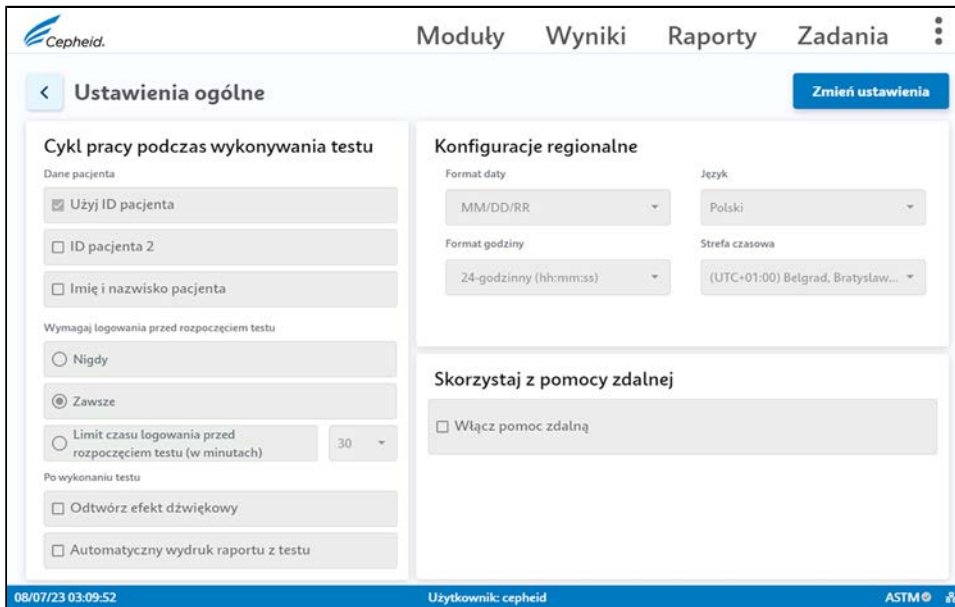 Cepheid.
Moduły Wyniki Raporty Zadania
Ustawienia ogólne
Zmień ustawienia
Cykl pracy podczas wykonywania testu
Dane pacjenta
Użyj ID pacjenta
ID pacjenta 2
Imię i nazwisko pacjenta
Wymagaj logowania przed rozpoczęciem testu
Nigdy
Zawsze
Limit czasu logowania przed
rozpoczęciem testu (w minutach)
30
Po wykonaniu testu
Odtwórz efekt dźwiękowy
Automatyczny wydruk raportu z testu
Konfiguracje regionalne
Format daty
MM/DD/RR
Język
Polski
Format godziny
24-godzinny (hh:mm:ss)
Strefa czasowa
(UTC+01:00) Belgrad, Bratysław...
Skorzystaj z pomocy zdalnej
Włącz pomoc zdalną
08/07/23 03:09:52
Użytkownik: cepheid
ASTM